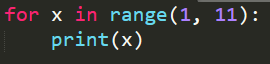 for x in range(1, 11):
    print(x)